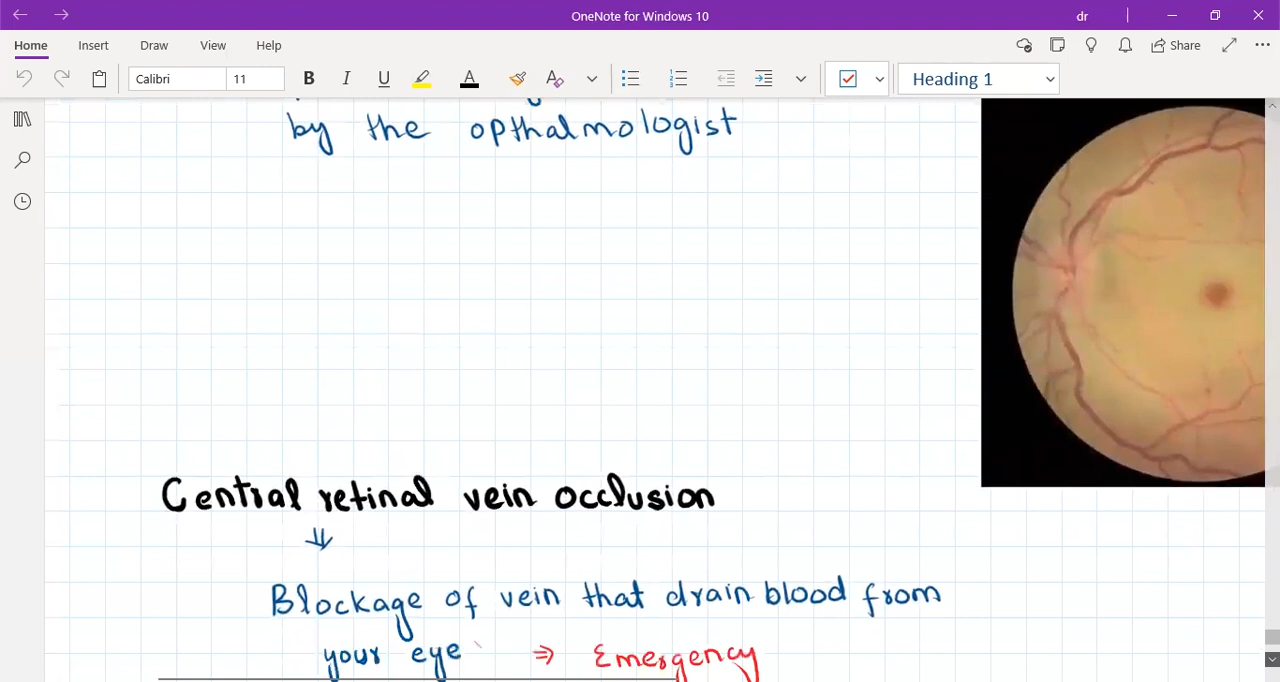 OneNote for Windows 10
dr
Home Insert Draw View Help
Share
Calibri 11 B I U A A Heading 1
by the opthalmologist
Central retinal vein occlusion
Blockage of vein that drain blood from
your eye ⇒ Emergency